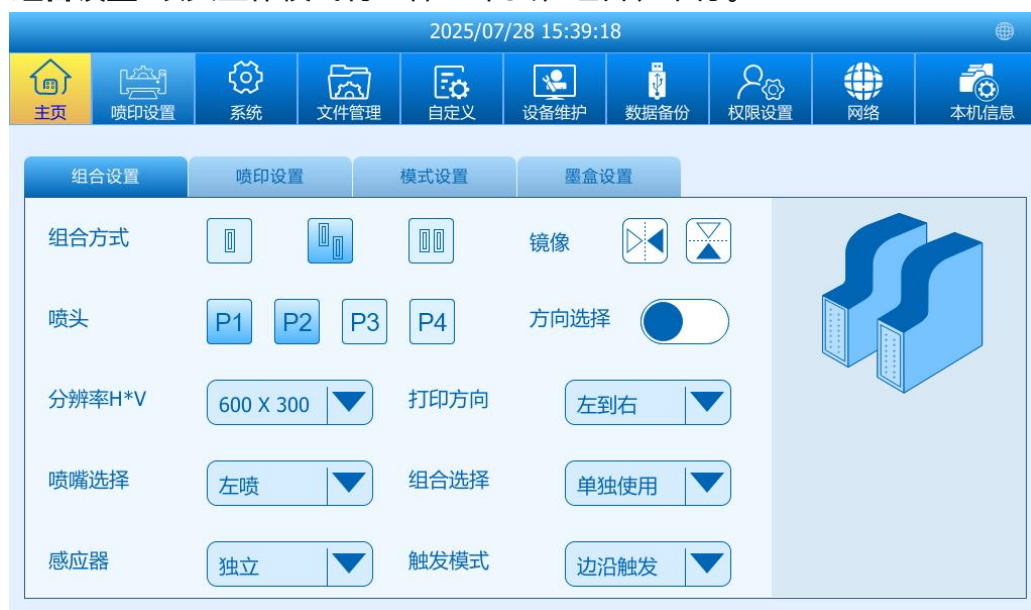 2025/07/28 15:39:18
主页 喷印设置 系统 文件管理 自定义 设备维护 数据备份 权限设置 网络 本机信息
组合设置 喷印设置 模式设置 墨盒设置
组合方式 镜像
喷头 P1 P2 P3 P4 方向选择
分辨率H*V 600 X 300 打印方向 左到右
喷嘴选择 左喷 组合选择 单独使用
感应器 独立 触发模式 边沿触发